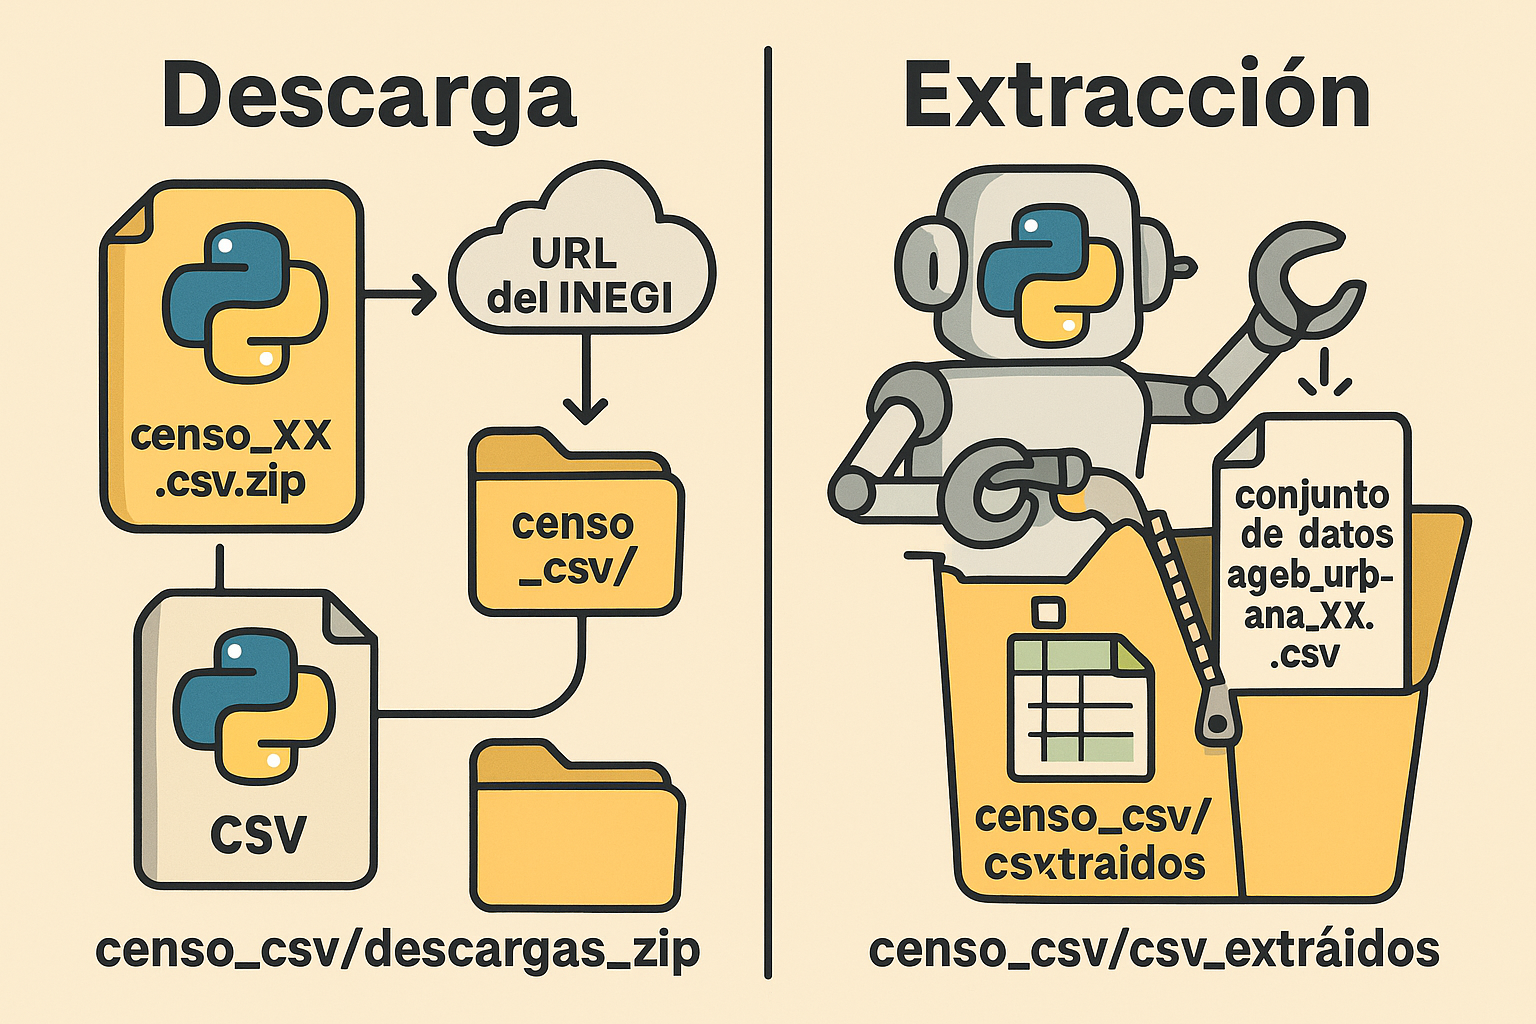 Descarga
censo_XX
.csv.zip
URL
del INEGI
censo
_csv/
CSV
censo_csv/descargas_zip
Extracción
conjunto
de datos
ageb_urp-
ana_XX.
.csv
censo_csv/
csxtraidos
censo_csv/csv_extráidos